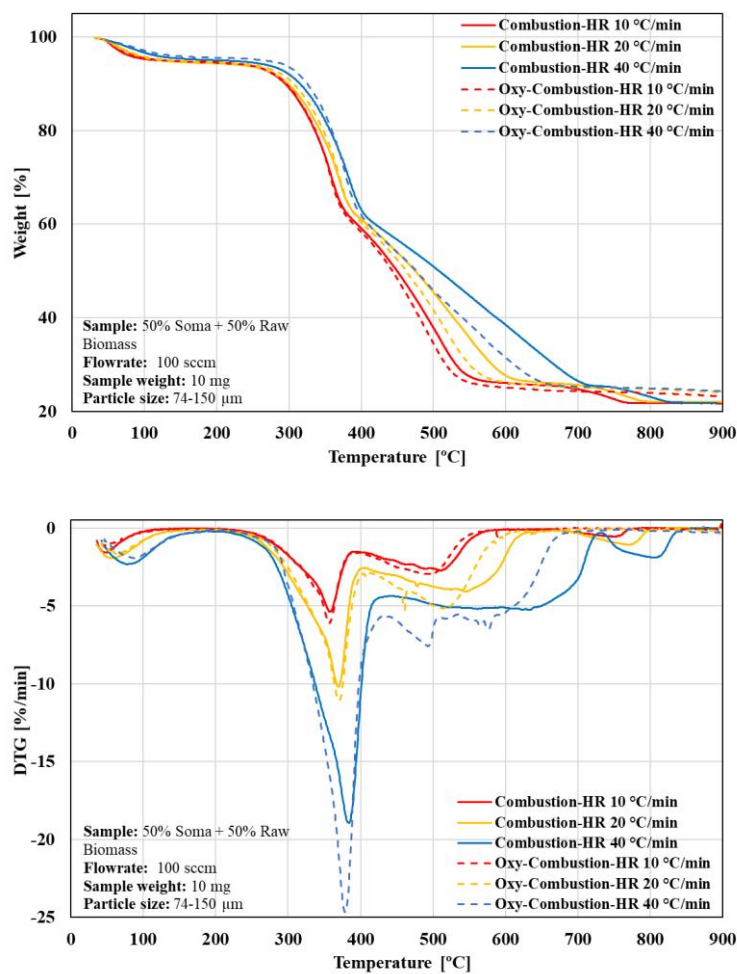 100
80
60
40
20
Weight [%]
Combustion-HR 10 °C/min
Combustion-HR 20 °C/min
Combustion-HR 40 °C/min
Oxy-Combustion-HR 10 °C/min
Oxy-Combustion-HR 20 °C/min
Oxy-Combustion-HR 40 °C/min
Sample: 50% Soma + 50% Raw
Biomass
Flowrate: 100 sccm
Sample weight: 10 mg
Particle size: 74-150 µm
0 100 200 300 400 500 600 700 800 900
Temperature [ºC]
0
-5
-10
-15
-20
-25
DTG [%/min]
Combustion-HR 10 °C/min
Combustion-HR 20 °C/min
Combustion-HR 40 °C/min
Oxy-Combustion-HR 10 °C/min
Oxy-Combustion-HR 20 °C/min
Oxy-Combustion-HR 40 °C/min
Sample: 50% Soma + 50% Raw
Biomass
Flowrate: 100 sccm
Sample weight: 10 mg
Particle size: 74-150 µm
0 100 200 300 400 500 600 700 800 900
Temperature [ºC]